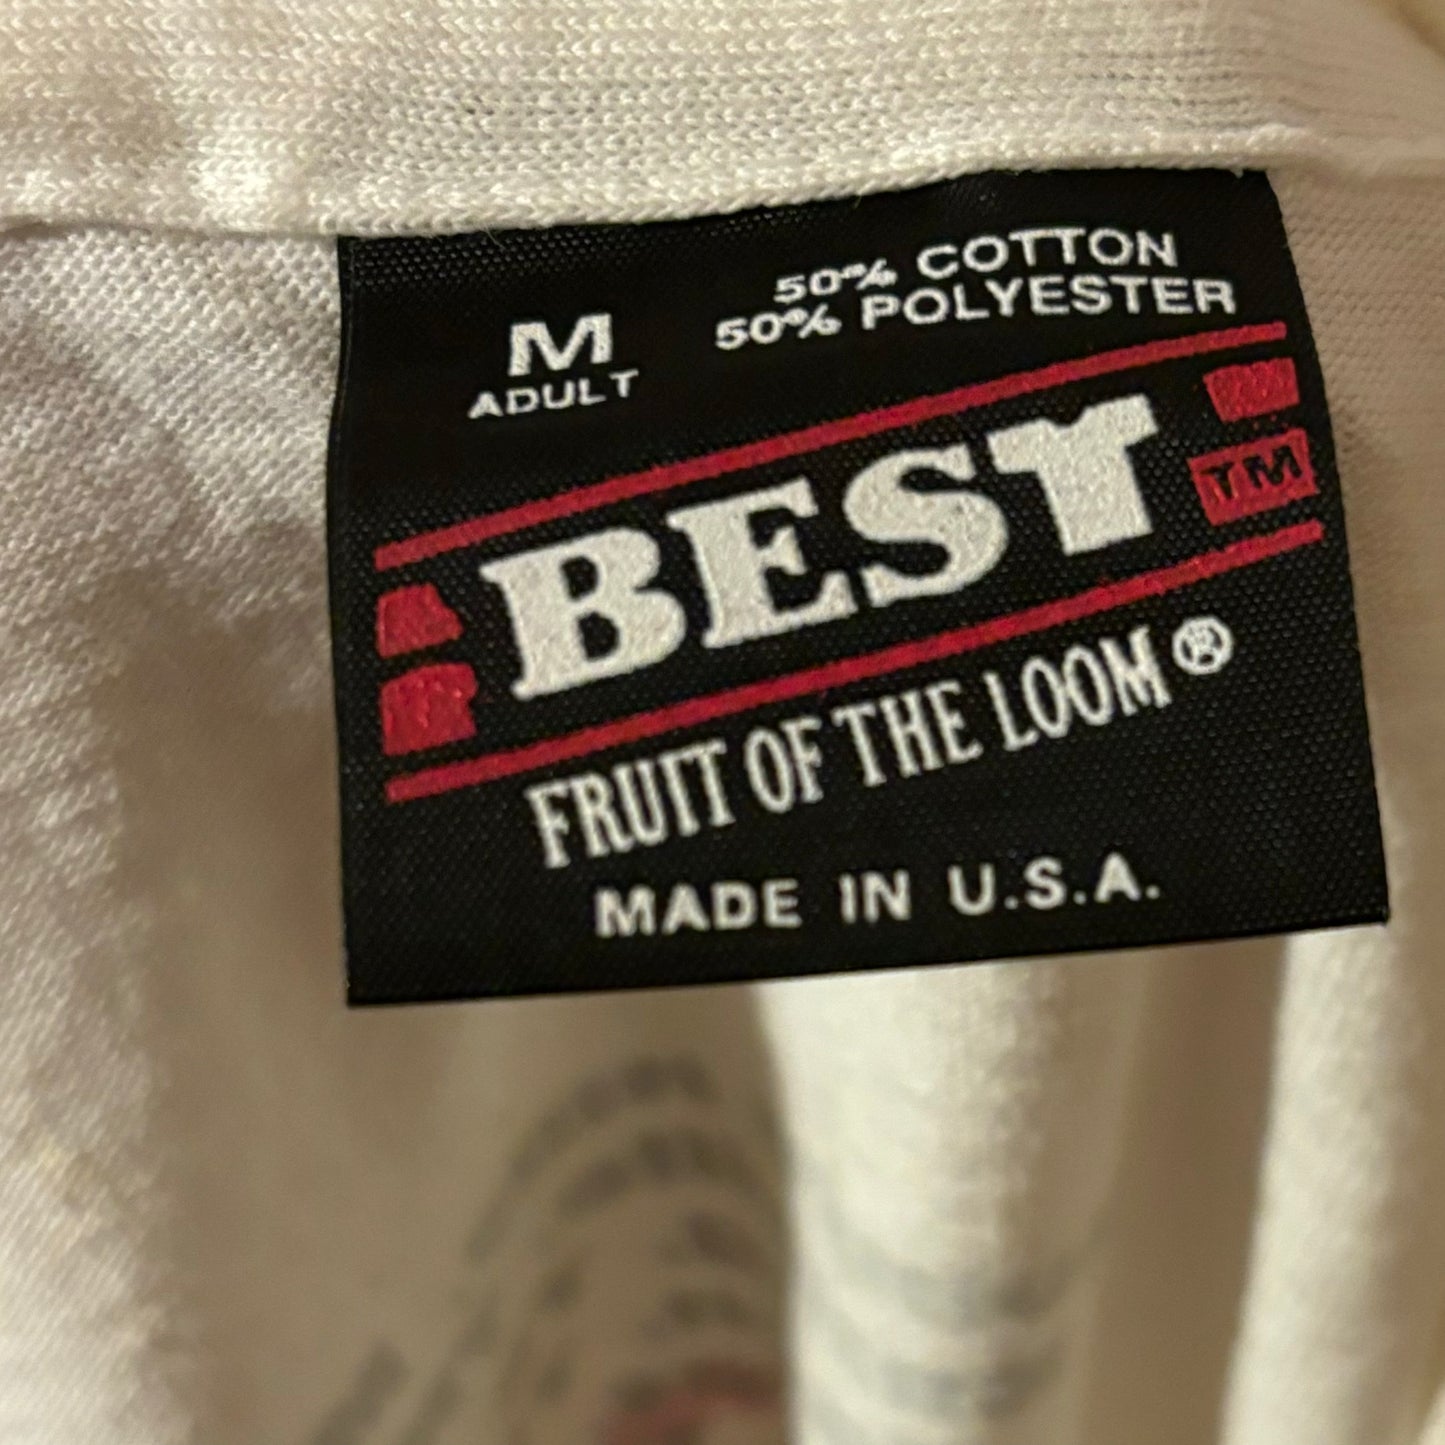 50% COTTON
50% POLYESTER
M
ADULT
BEST
TM
FRUIT OF THE LOOM®
MADE IN U.S.A.